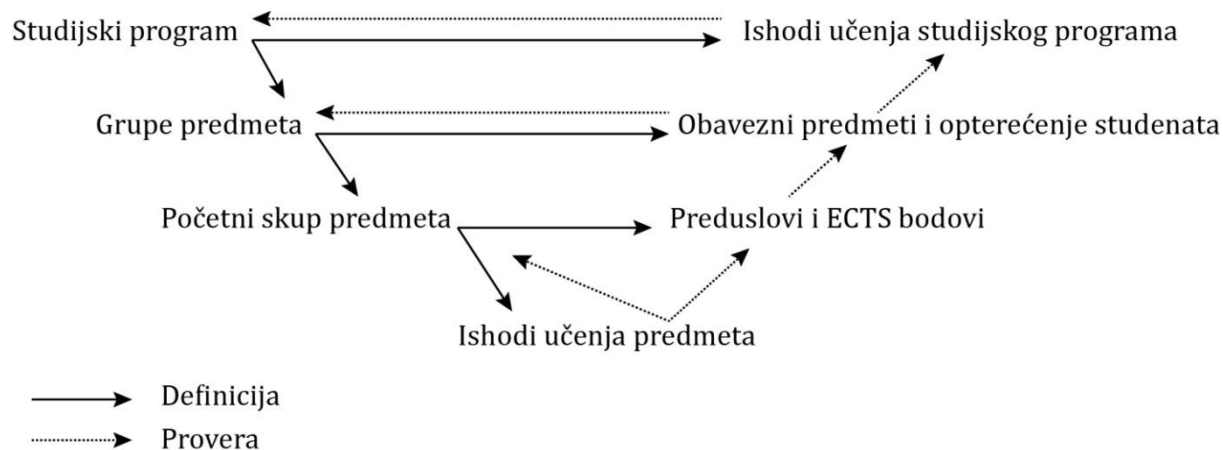 Studijski program
Ishodi učenja studijskog programa
Grupe predmeta
Obavezni predmeti i opterećenje studenata
Početni skup predmeta
Preduslovi i ECTS bodovi
Ishodi učenja predmeta
Definicija
Provera